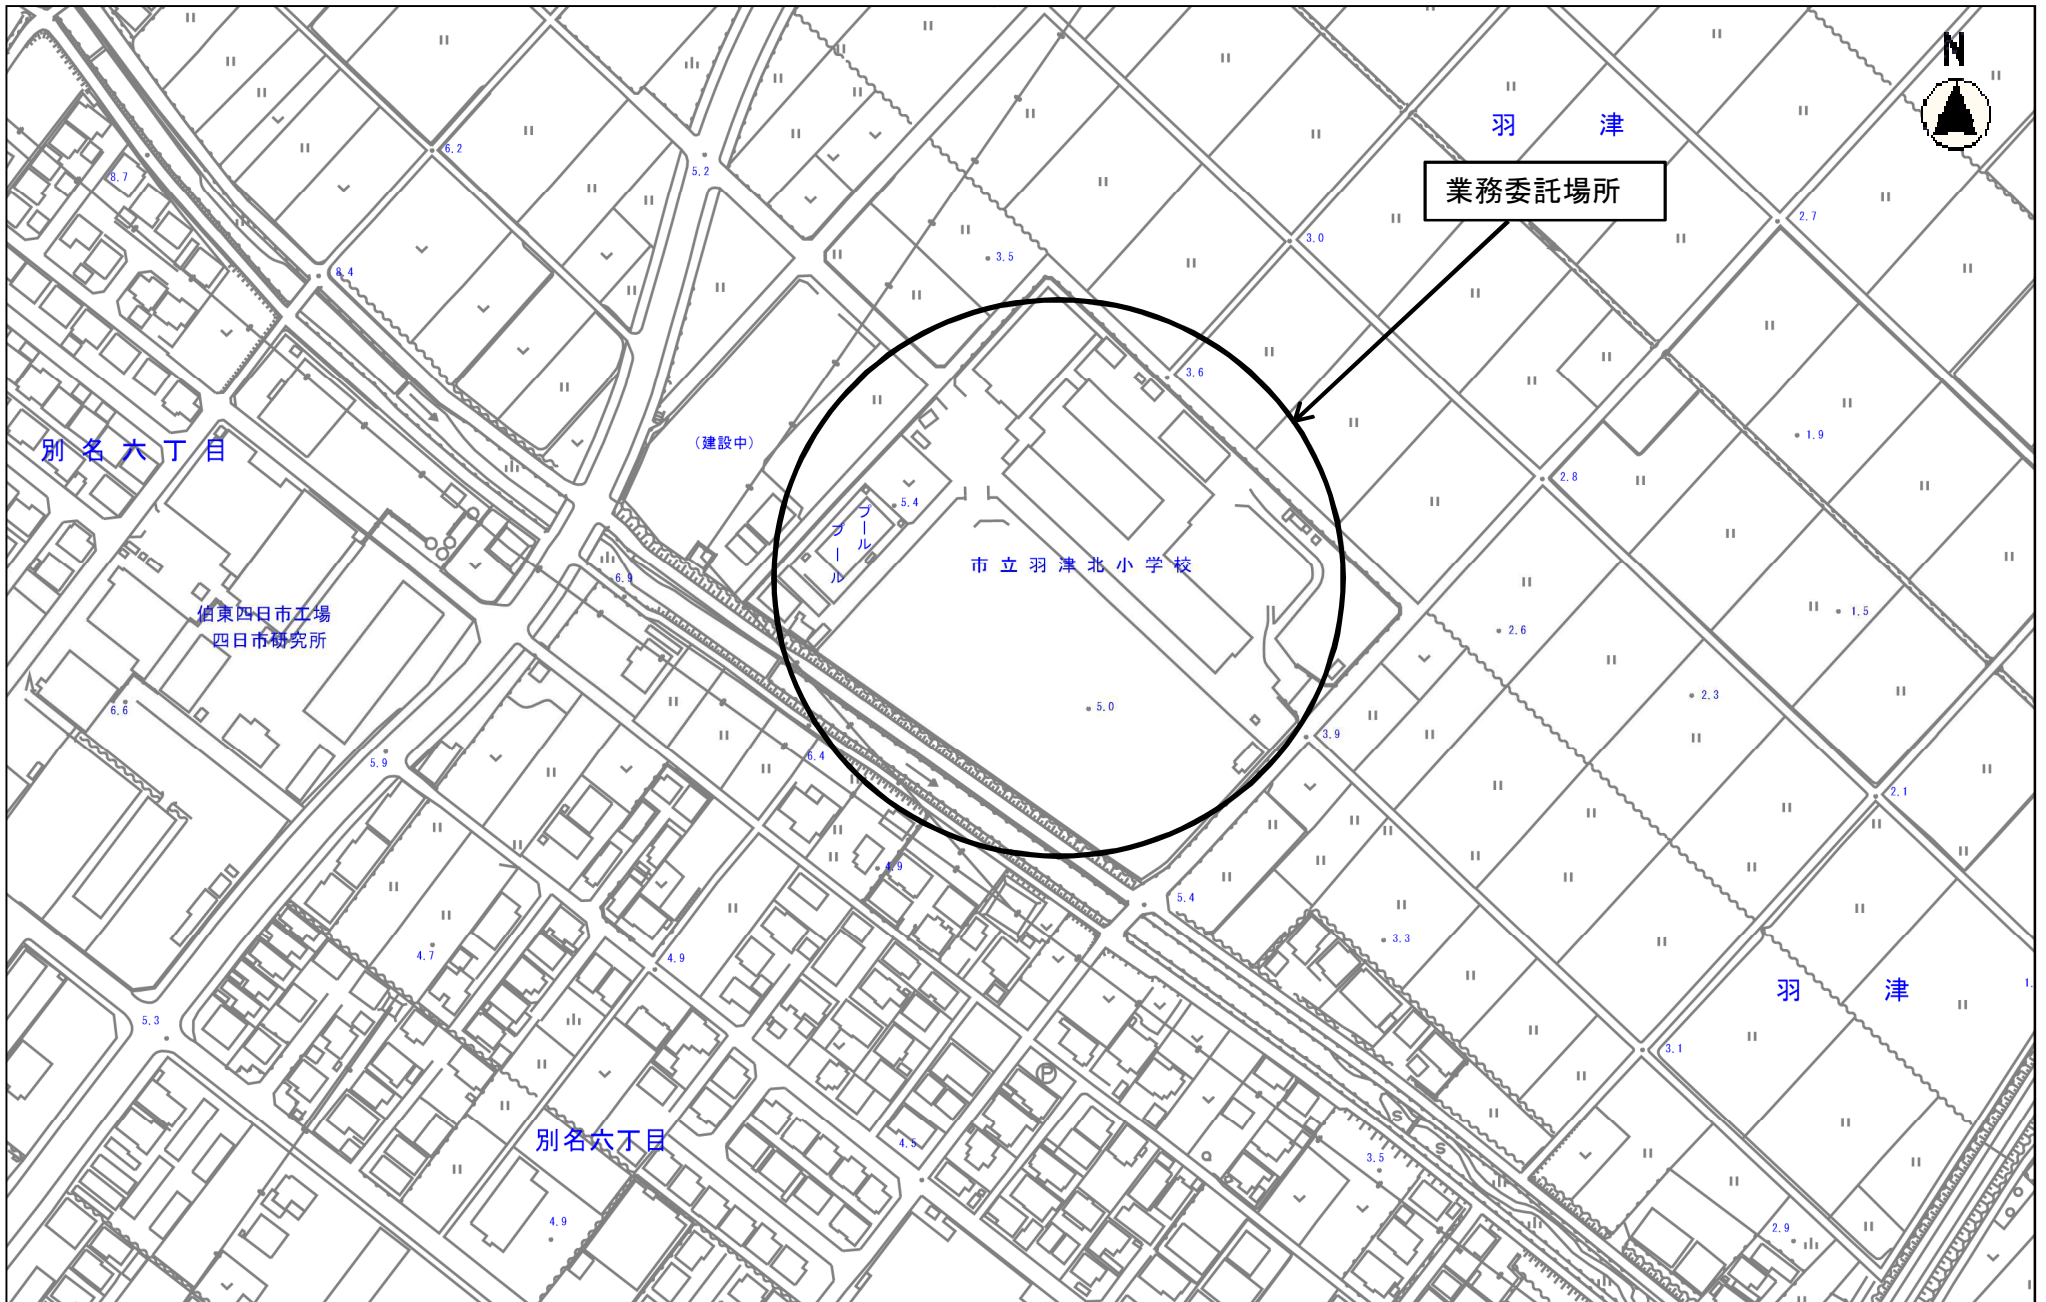 N
羽 津
業務委託場所
8.7
6.2
5.2
2.7
3.0
3.5
8.4
3.6
(建設中)
1.9
別名六丁目
2.8
5.4
プール
プール
市立羽津北小学校
6.9
伯東四日市工場
四日市研究所
2.6
1.5
2.3
6.6
5.0
3.9
5.9
6.4
2.1
4.9
5.4
3.3
4.7
4.9
羽 津
1.
5.3
3.1
P
S
S
別名六丁目
4.5
3.5
4.9
2.9